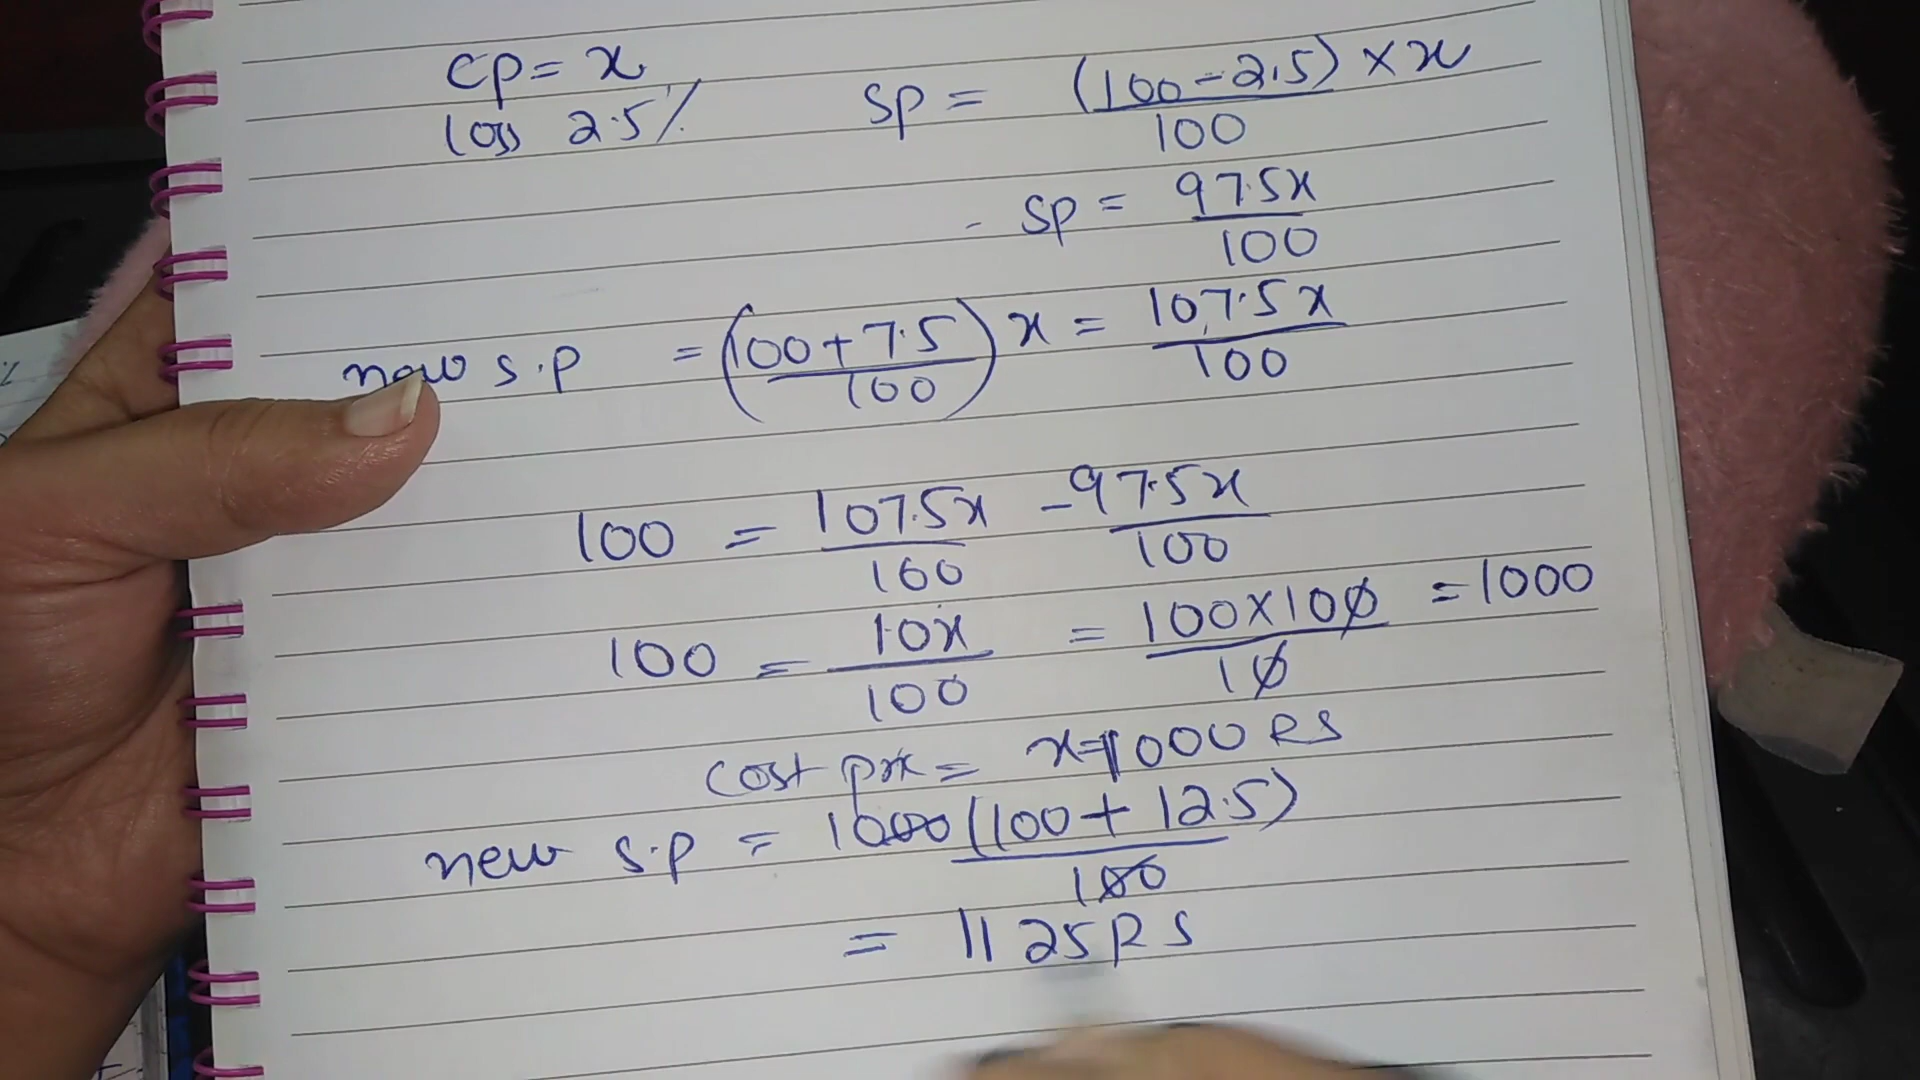 CP = x
loss 2.5% SP = (100-2.5) × x
100
SP = 97.5x
100
new s.p = (100+7.5) x = 107.5x
100 100
100 = 107.5x - 97.5x
100 100
100 = 10x = 100×100 = 1000
100 10
cost = x=1000 RS
new s.p = 1000 (100+12.5)
100
= 1125 RS